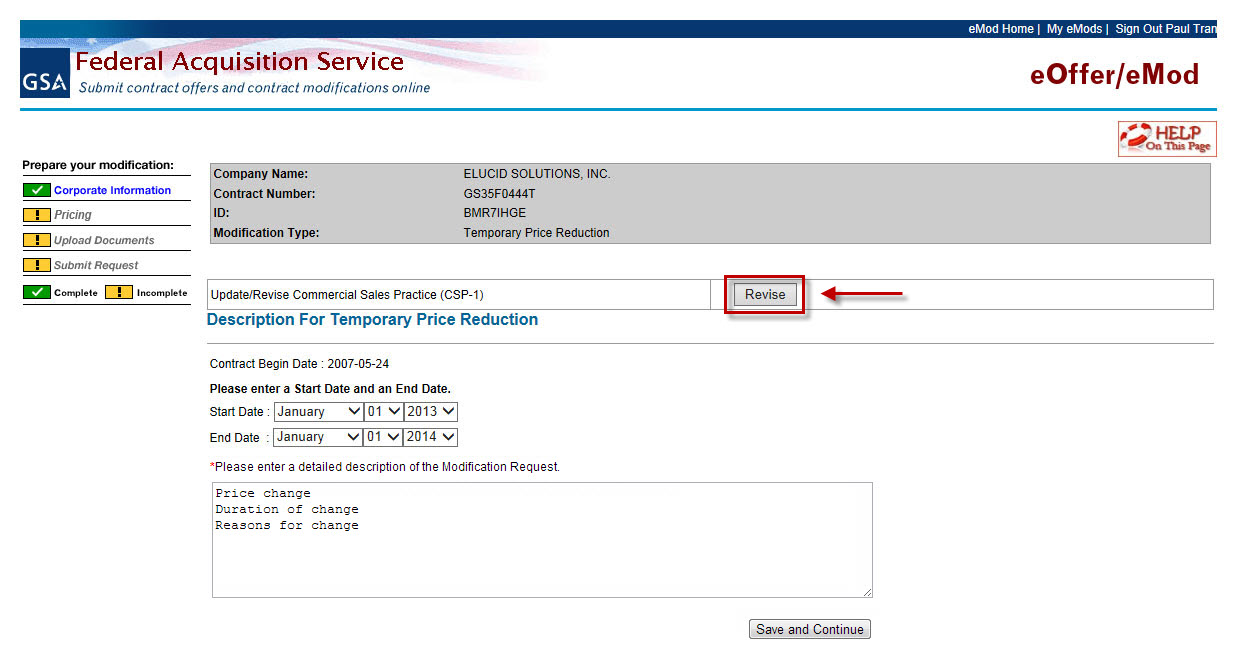 eMod Home | My eMods | Sign Out Paul Tran
GSA
Federal Acquisition Service
Submit contract offers and contract modifications online
eOffer/eMod
HELP
On This Page
Prepare your modification:
Corporate Information
Pricing
Upload Documents
Submit Request
Complete ! Incomplete
Company Name: ELUCID SOLUTIONS, INC.
Contract Number: GS35F0444T
ID: BMR7IHGE
Modification Type: Temporary Price Reduction
Update/Revise Commercial Sales Practice (CSP-1) Revise
Description For Temporary Price Reduction
Contract Begin Date : 2007-05-24
Please enter a Start Date and an End Date.
Start Date : January 01 2013
End Date : January 01 2014
*Please enter a detailed description of the Modification Request.
Price change
Duration of change
Reasons for change
Save and Continue